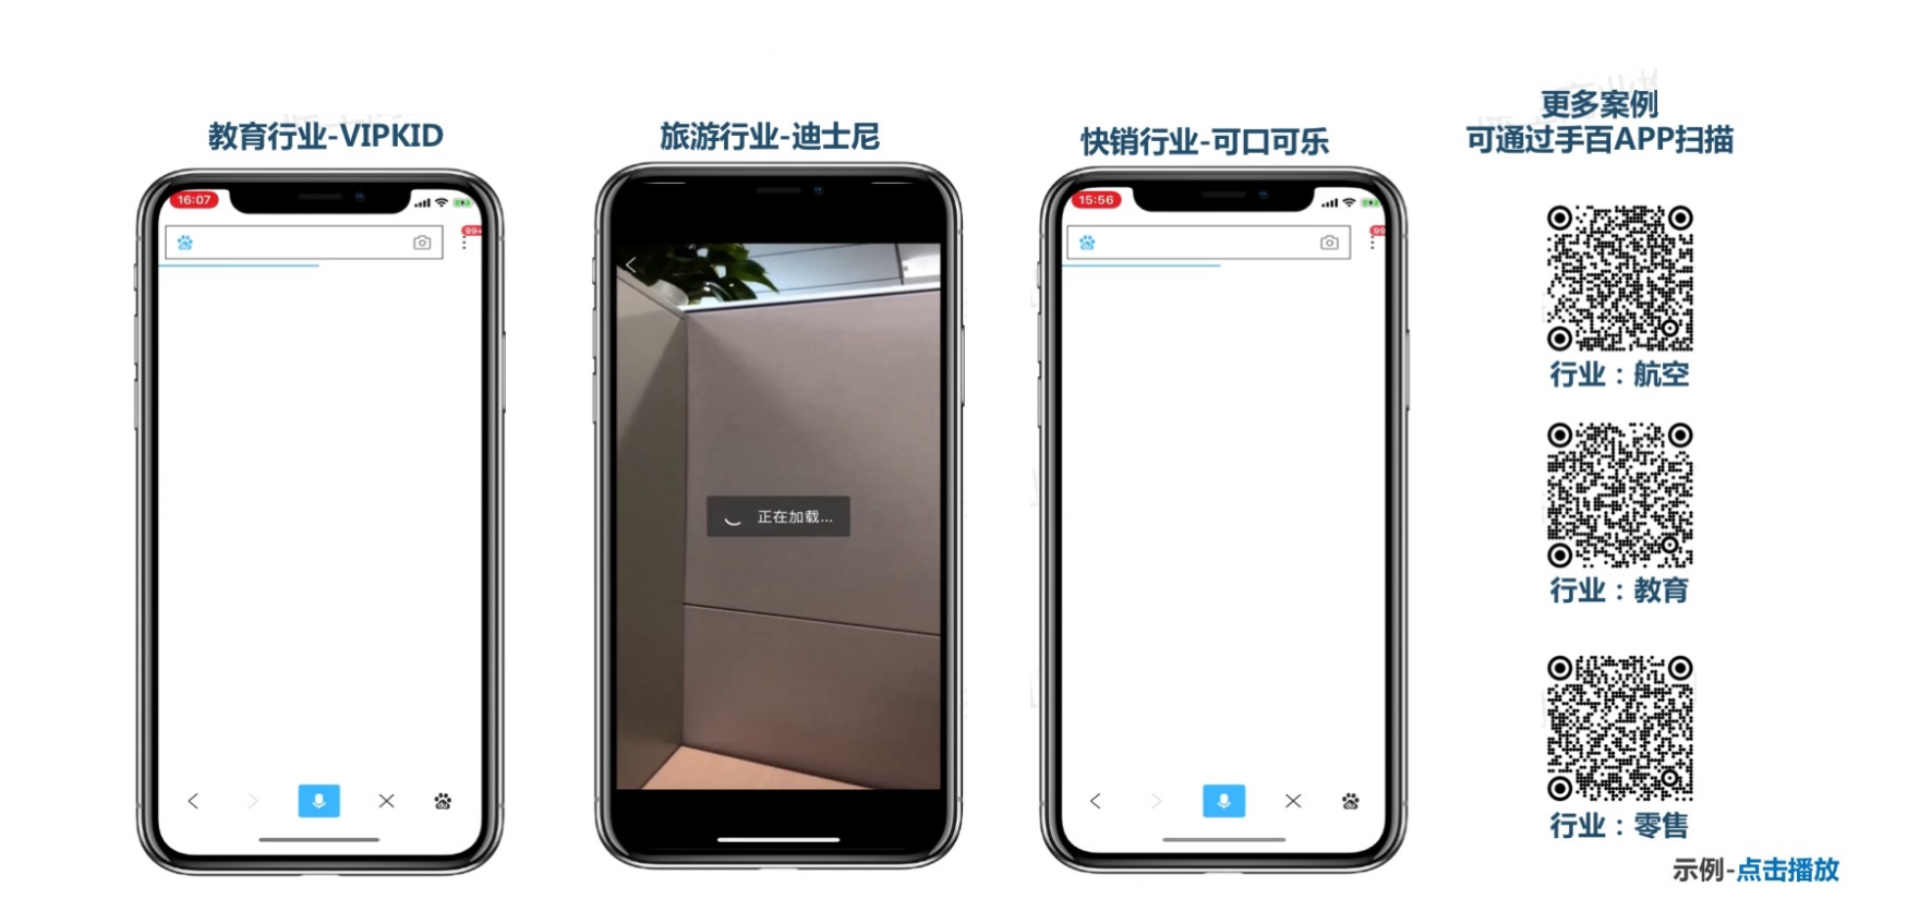 教育行业-VIPKID
旅游行业-迪士尼
快销行业-可口可乐
更多案例
可通过手百APP扫描
16:07
99+
正在加载...
15:56
99
行业：航空
行业：教育
行业：零售
示例-点击播放